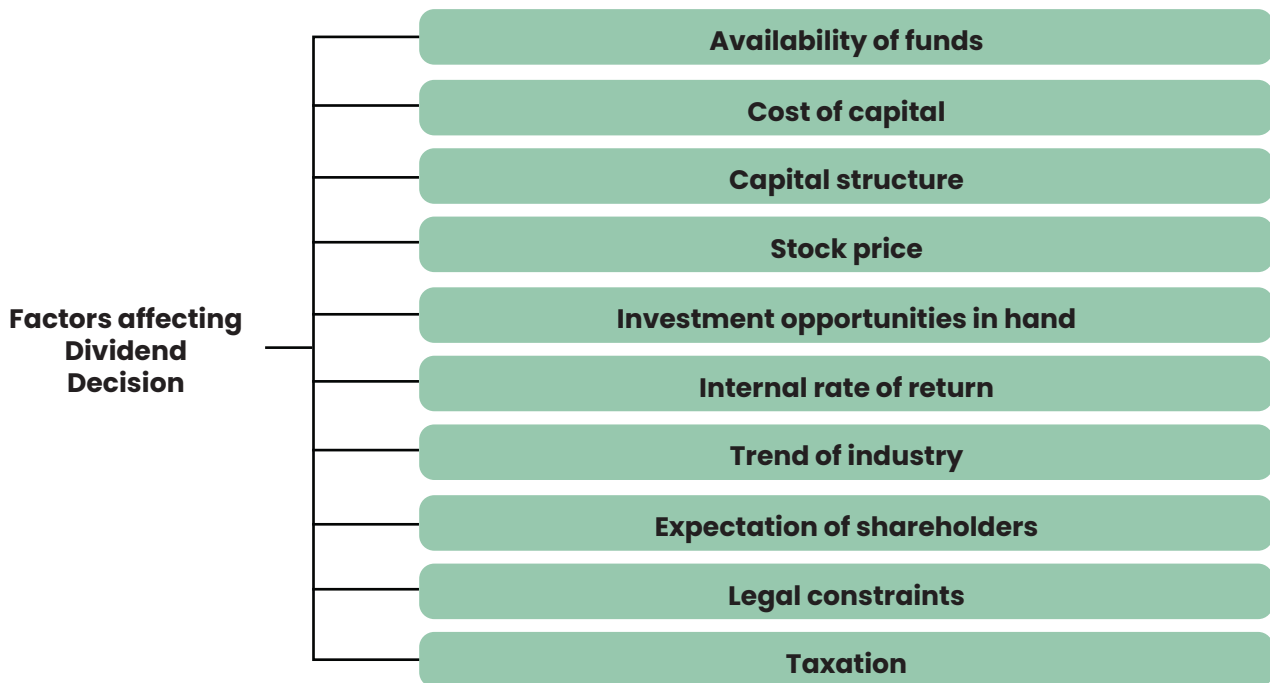 Factors affecting
Dividend
Decision
Availability of funds
Cost of capital
Capital structure
Stock price
Investment opportunities in hand
Internal rate of return
Trend of industry
Expectation of shareholders
Legal constraints
Taxation